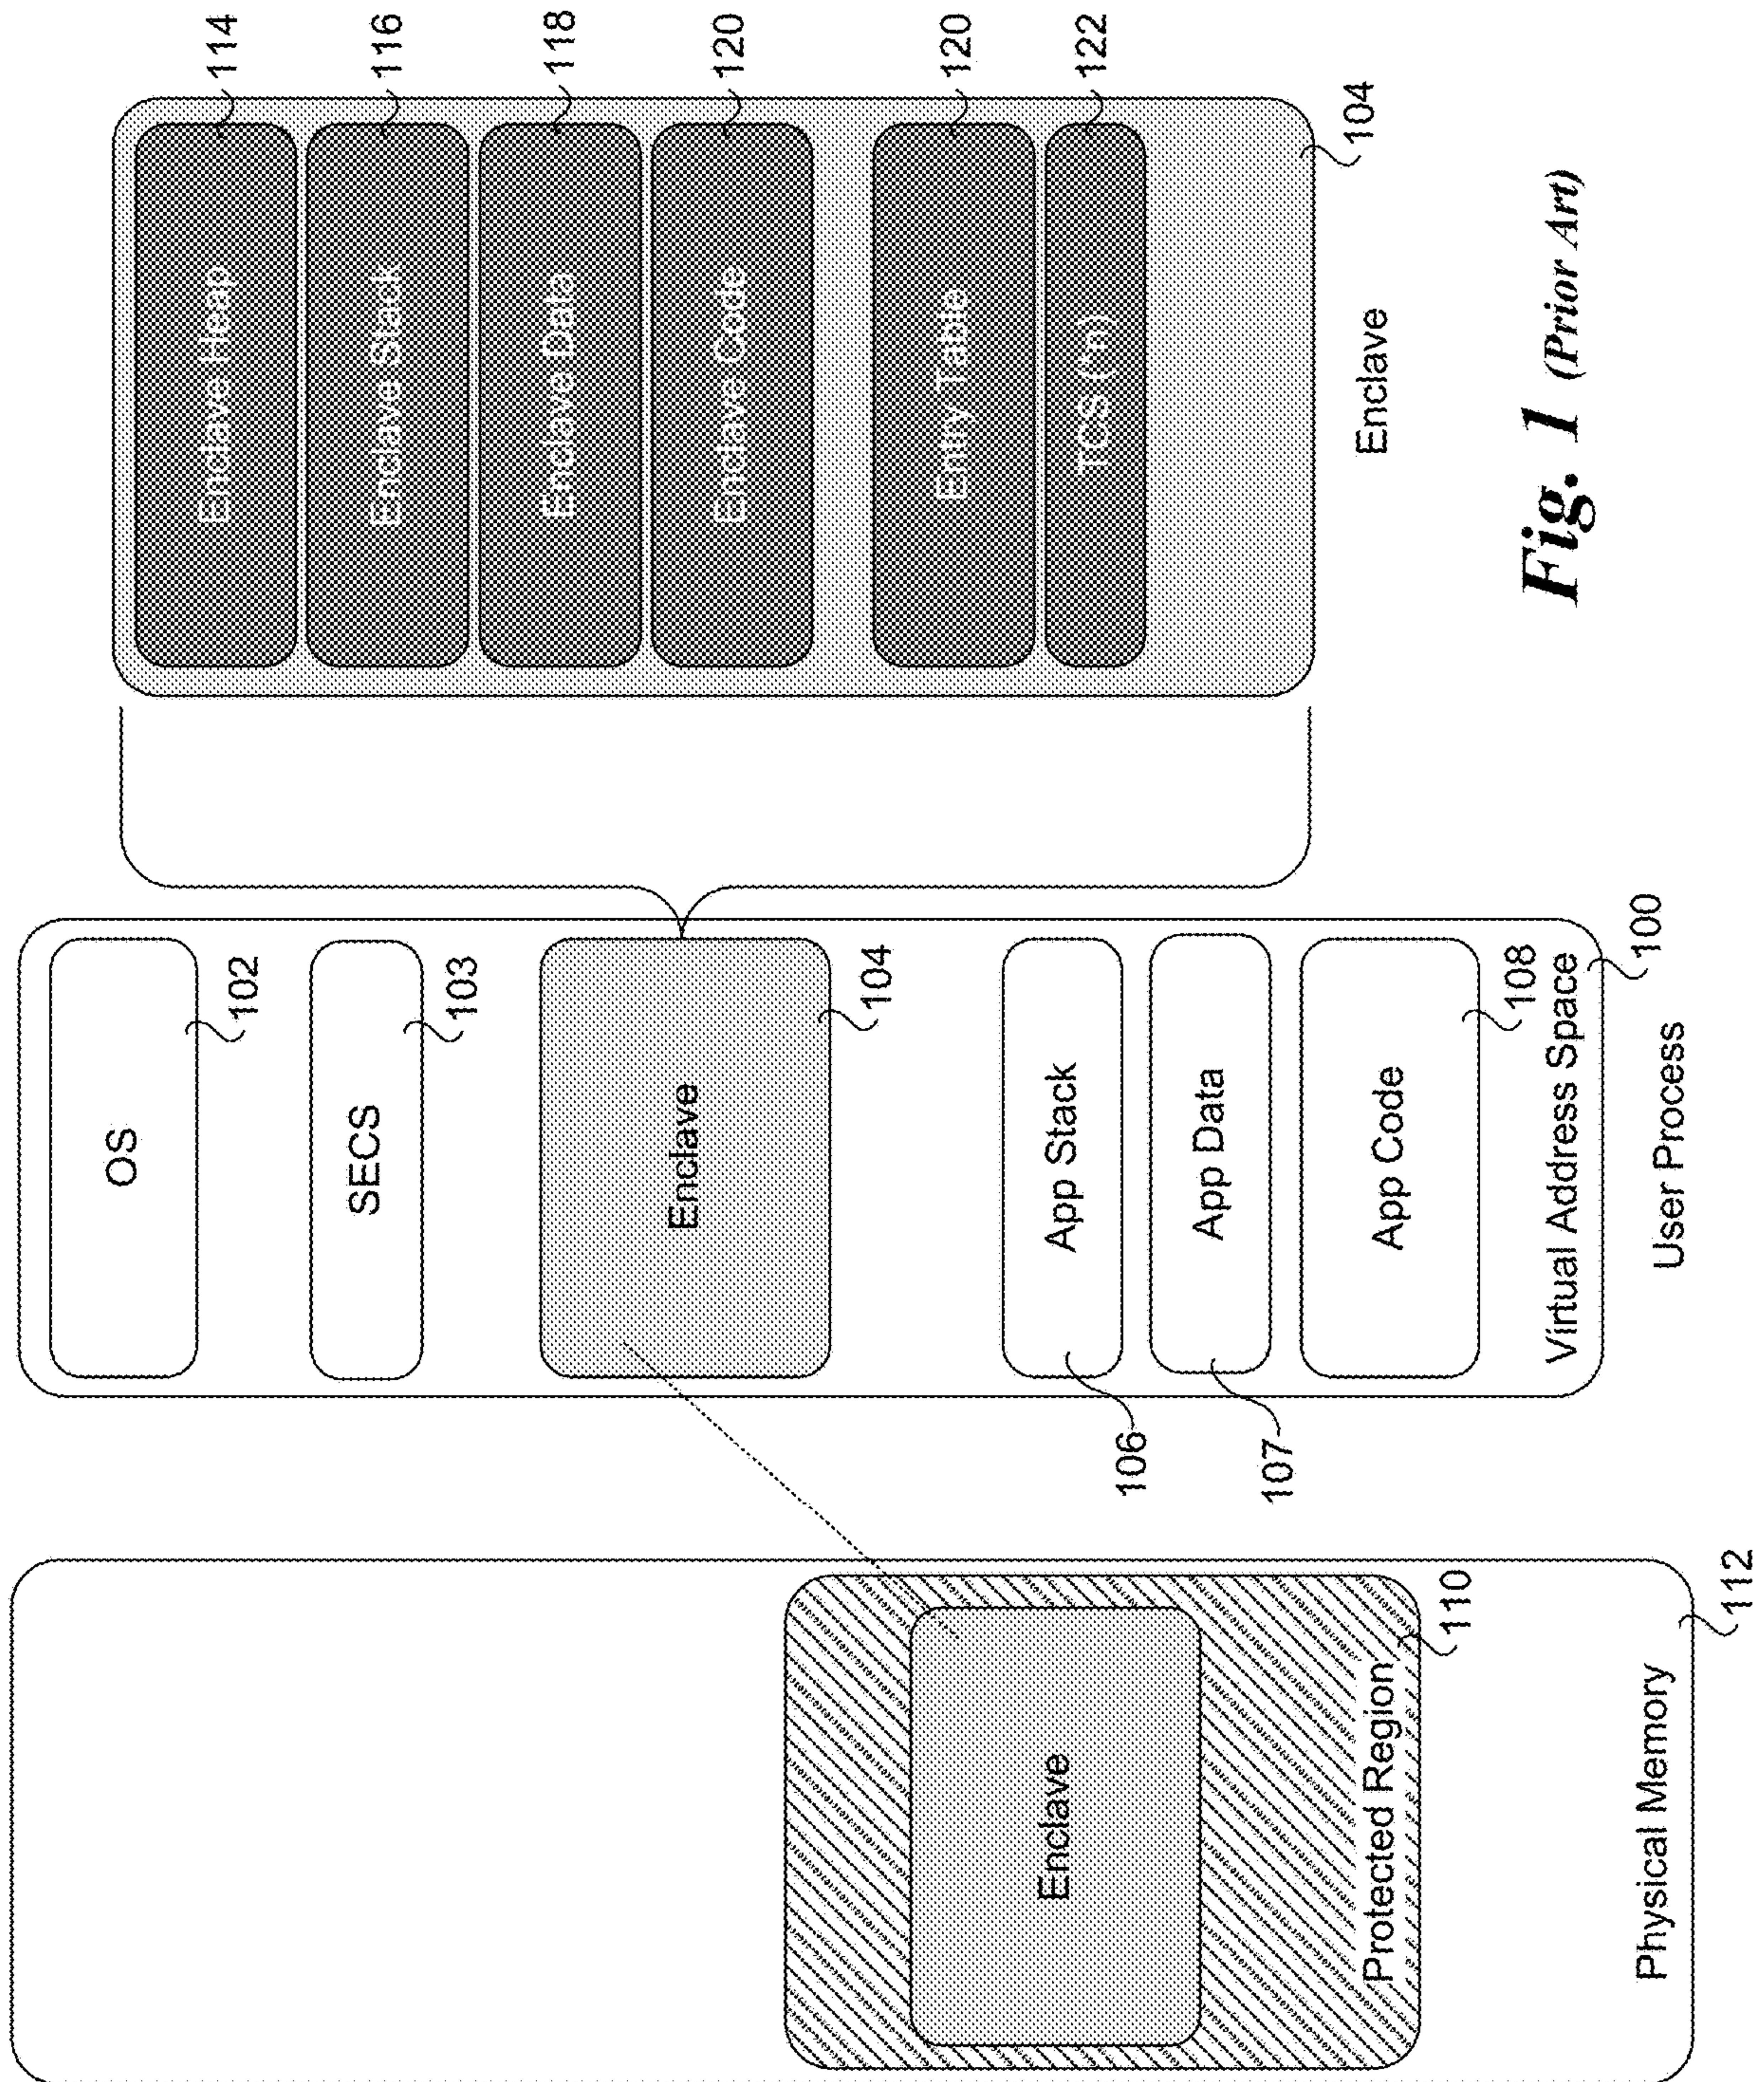 Enclave
Protected Region
110
Physical Memory
112
OS
102
SECS
103
Enclave
104
App Stack
106
App Data
107
App Code
108
Virtual Address Space
100
User Process
Enclave Heap
114
Enclave Stack
116
Enclave Data
118
Enclave Code
120
Entry Table
120
TCS(fn)
122
104
Enclave
Fig. 1 (Prior Art)